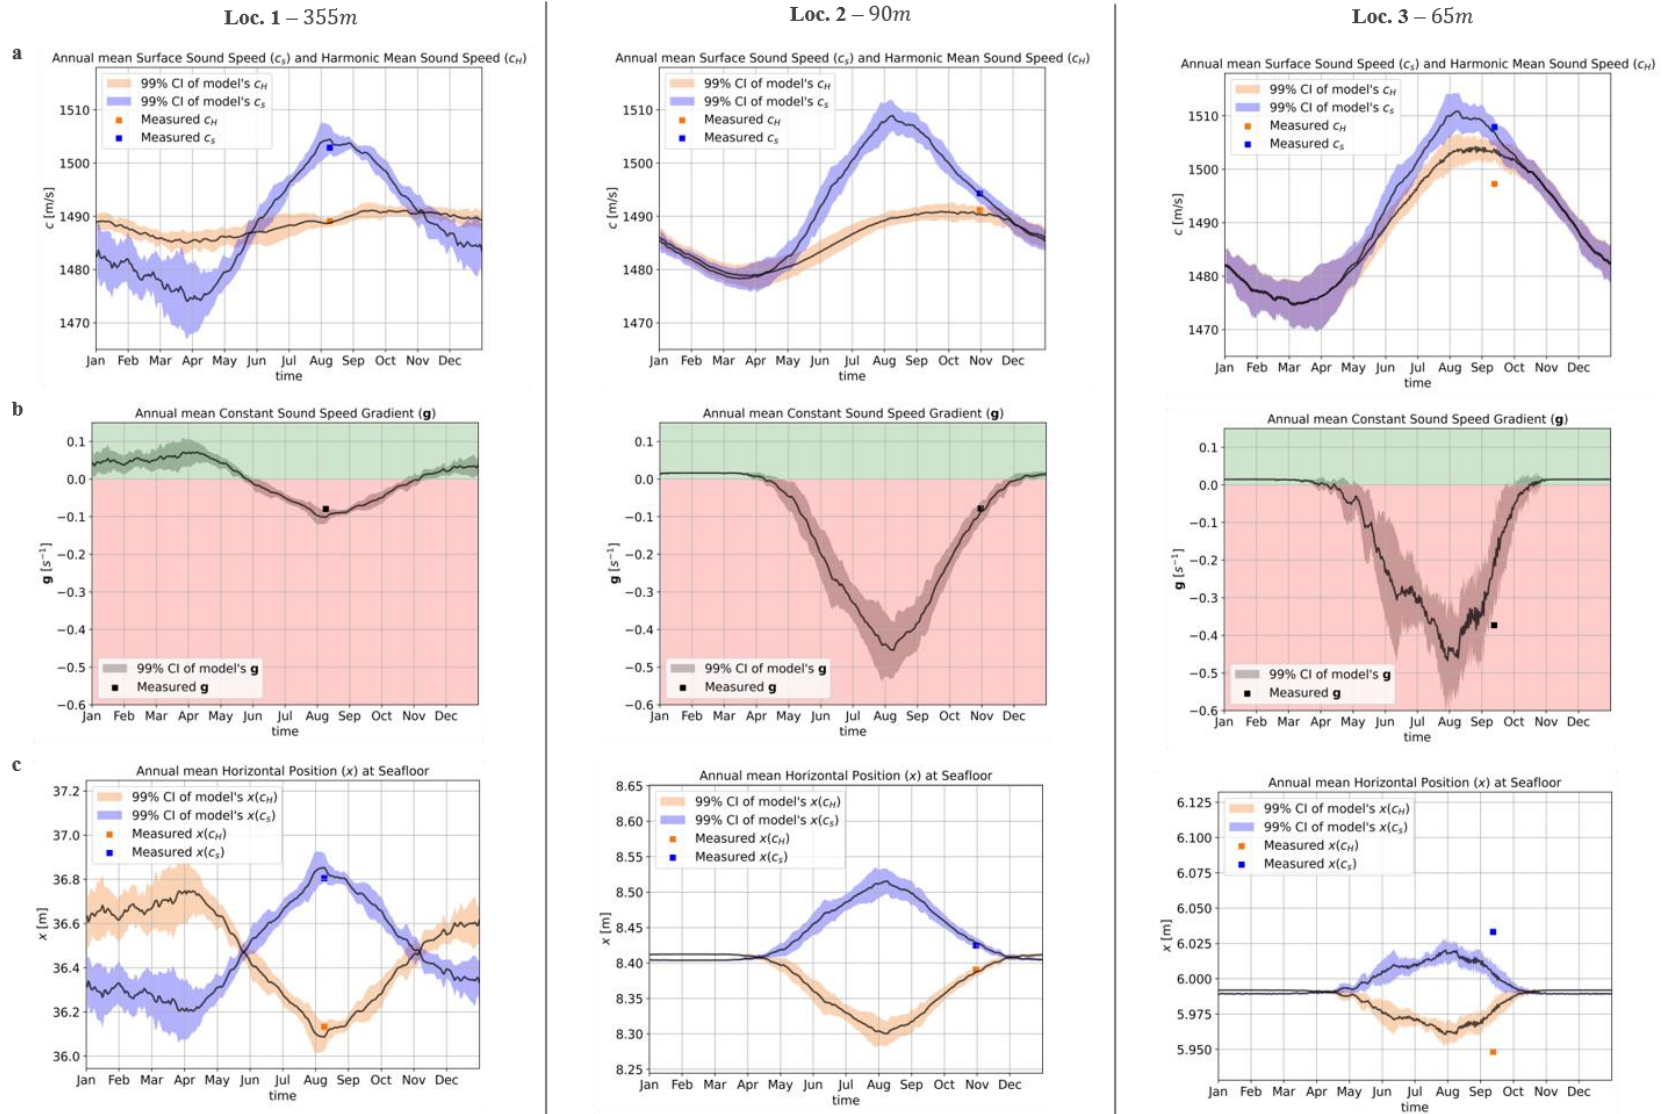 Loc. 1 – 355m
Loc. 2 – 90m
Loc. 3 – 65m
a
Annual mean Surface Sound Speed (cs) and Harmonic Mean Sound Speed (cH)
99% CI of model's cH
99% CI of model's cs
Measured cH
Measured cs
1510
1500
1490
1480
1470
c [m/s]
Jan Feb Mar Apr May Jun Jul Aug Sep Oct Nov Dec
time
Annual mean Surface Sound Speed (cs) and Harmonic Mean Sound Speed (cH)
99% CI of model's cH
99% CI of model's cs
Measured cH
Measured cs
1510
1500
1490
1480
1470
c [m/s]
Jan Feb Mar Apr May Jun Jul Aug Sep Oct Nov Dec
time
Annual mean Surface Sound Speed (cs) and Harmonic Mean Sound Speed (cH)
99% CI of model's cH
99% CI of model's cs
Measured cH
Measured cs
1510
1500
1490
1480
1470
c [m/s]
Jan Feb Mar Apr May Jun Jul Aug Sep Oct Nov Dec
time
b
Annual mean Constant Sound Speed Gradient (g)
0.1
0.0
−0.1
−0.2
−0.3
−0.4
−0.5
−0.6
g [s⁻¹]
99% CI of model's g
Measured g
Jan Feb Mar Apr May Jun Jul Aug Sep Oct Nov Dec
time
Annual mean Constant Sound Speed Gradient (g)
0.1
0.0
−0.1
−0.2
−0.3
−0.4
−0.5
−0.6
g [s⁻¹]
99% CI of model's g
Measured g
Jan Feb Mar Apr May Jun Jul Aug Sep Oct Nov Dec
time
Annual mean Constant Sound Speed Gradient (g)
0.1
0.0
−0.1
−0.2
−0.3
−0.4
−0.5
−0.6
g [s⁻¹]
99% CI of model's g
Measured g
Jan Feb Mar Apr May Jun Jul Aug Sep Oct Nov Dec
time
c
Annual mean Horizontal Position (x) at Seafloor
99% CI of model's x(cH)
99% CI of model's x(cs)
Measured x(cH)
Measured x(cs)
37.2
37.0
36.8
36.6
36.4
36.2
36.0
x [m]
Jan Feb Mar Apr May Jun Jul Aug Sep Oct Nov Dec
time
Annual mean Horizontal Position (x) at Seafloor
99% CI of model's x(cH)
99% CI of model's x(cs)
Measured x(cH)
Measured x(cs)
8.65
8.60
8.55
8.50
8.45
8.40
8.35
8.30
8.25
x [m]
Jan Feb Mar Apr May Jun Jul Aug Sep Oct Nov Dec
time
Annual mean Horizontal Position (x) at Seafloor
99% CI of model's x(cH)
99% CI of model's x(cs)
Measured x(cH)
Measured x(cs)
6.125
6.100
6.075
6.050
6.025
6.000
5.975
5.950
x [m]
Jan Feb Mar Apr May Jun Jul Aug Sep Oct Nov Dec
time